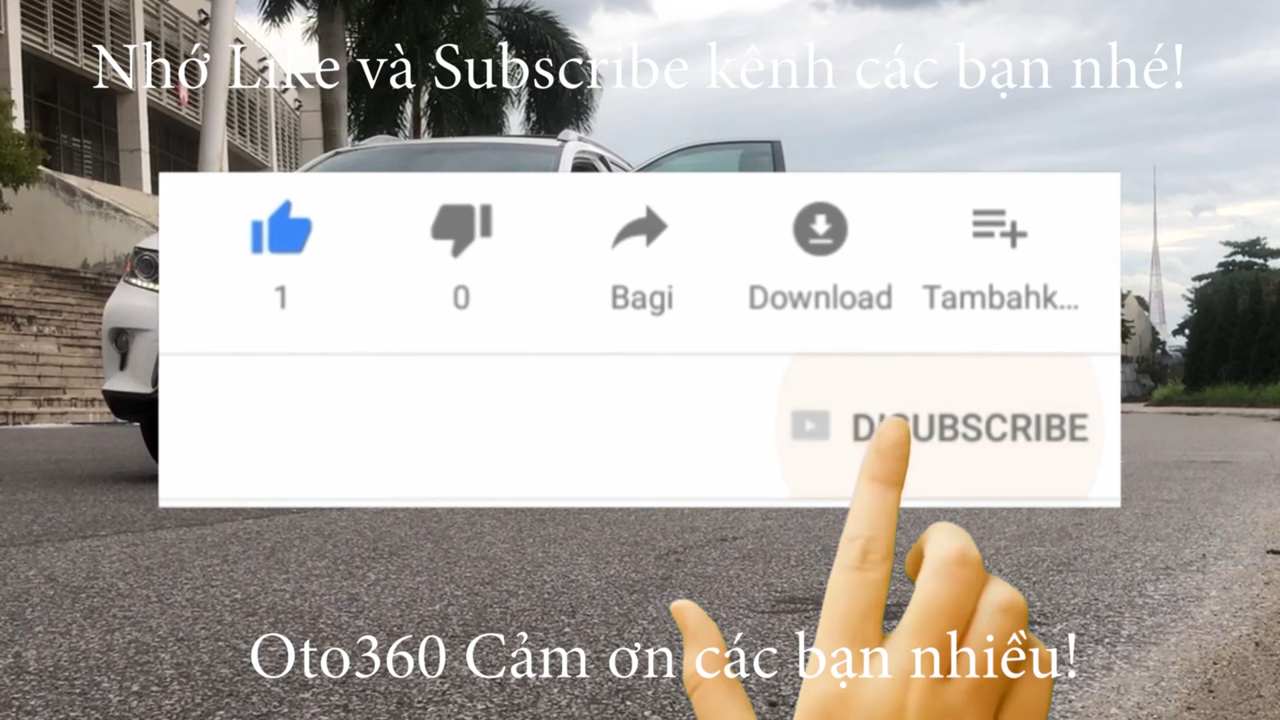 Nhớ Like và Subscribe kênh các bạn nhé!
1
0
Bagi
Download
Tambahk...
DISUBSCRIBE
Oto360 Cảm ơn các bạn nhiều!